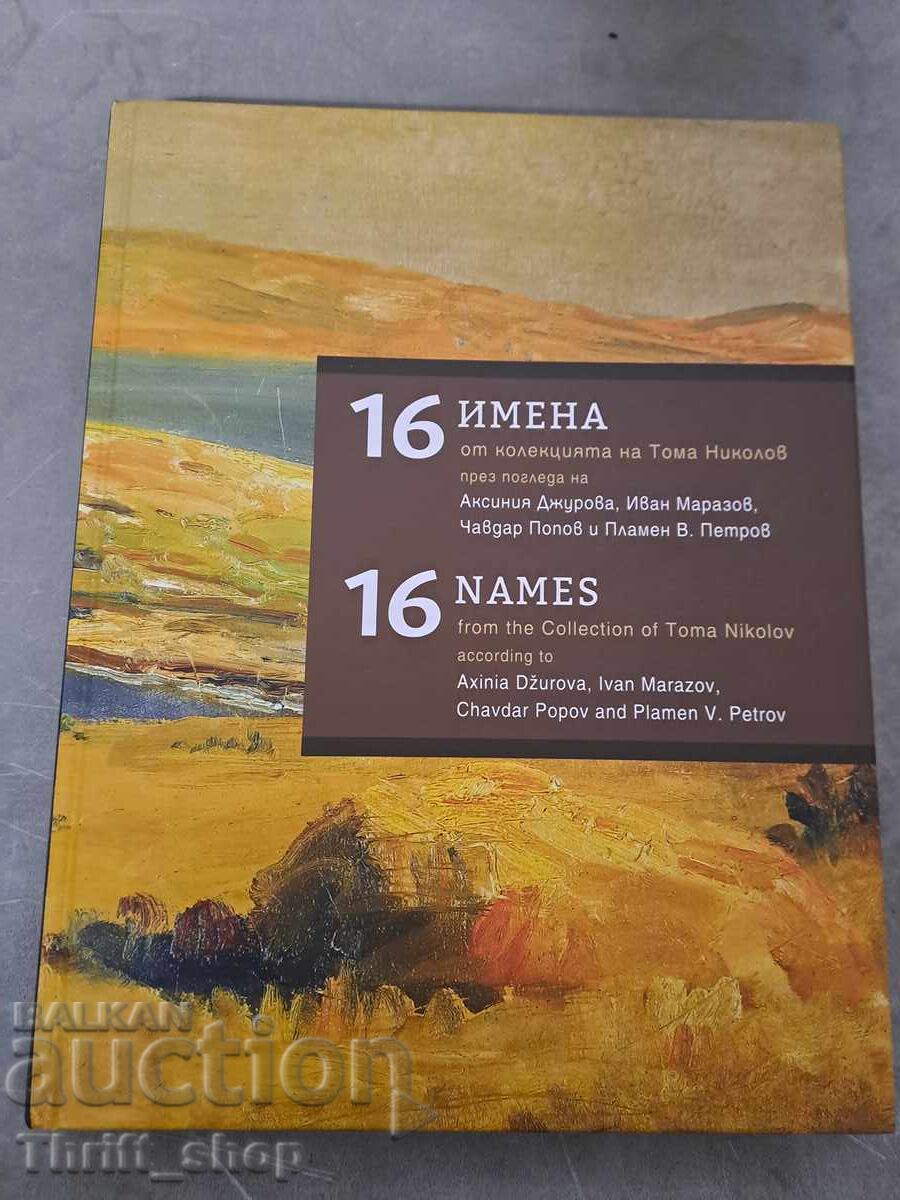 16 ИМЕНА
от колекцията на Тома Николов
през погледа на
Аксиния Джурова, Иван Маразов,
Чавдар Попов и Пламен В. Петров
16 NAMES
from the Collection of Toma Nikolov
according to
Axinia Džurova, Ivan Marazov,
Chavdar Popov and Plamen V. Petrov
BALKAN
auction
Thrift_shop